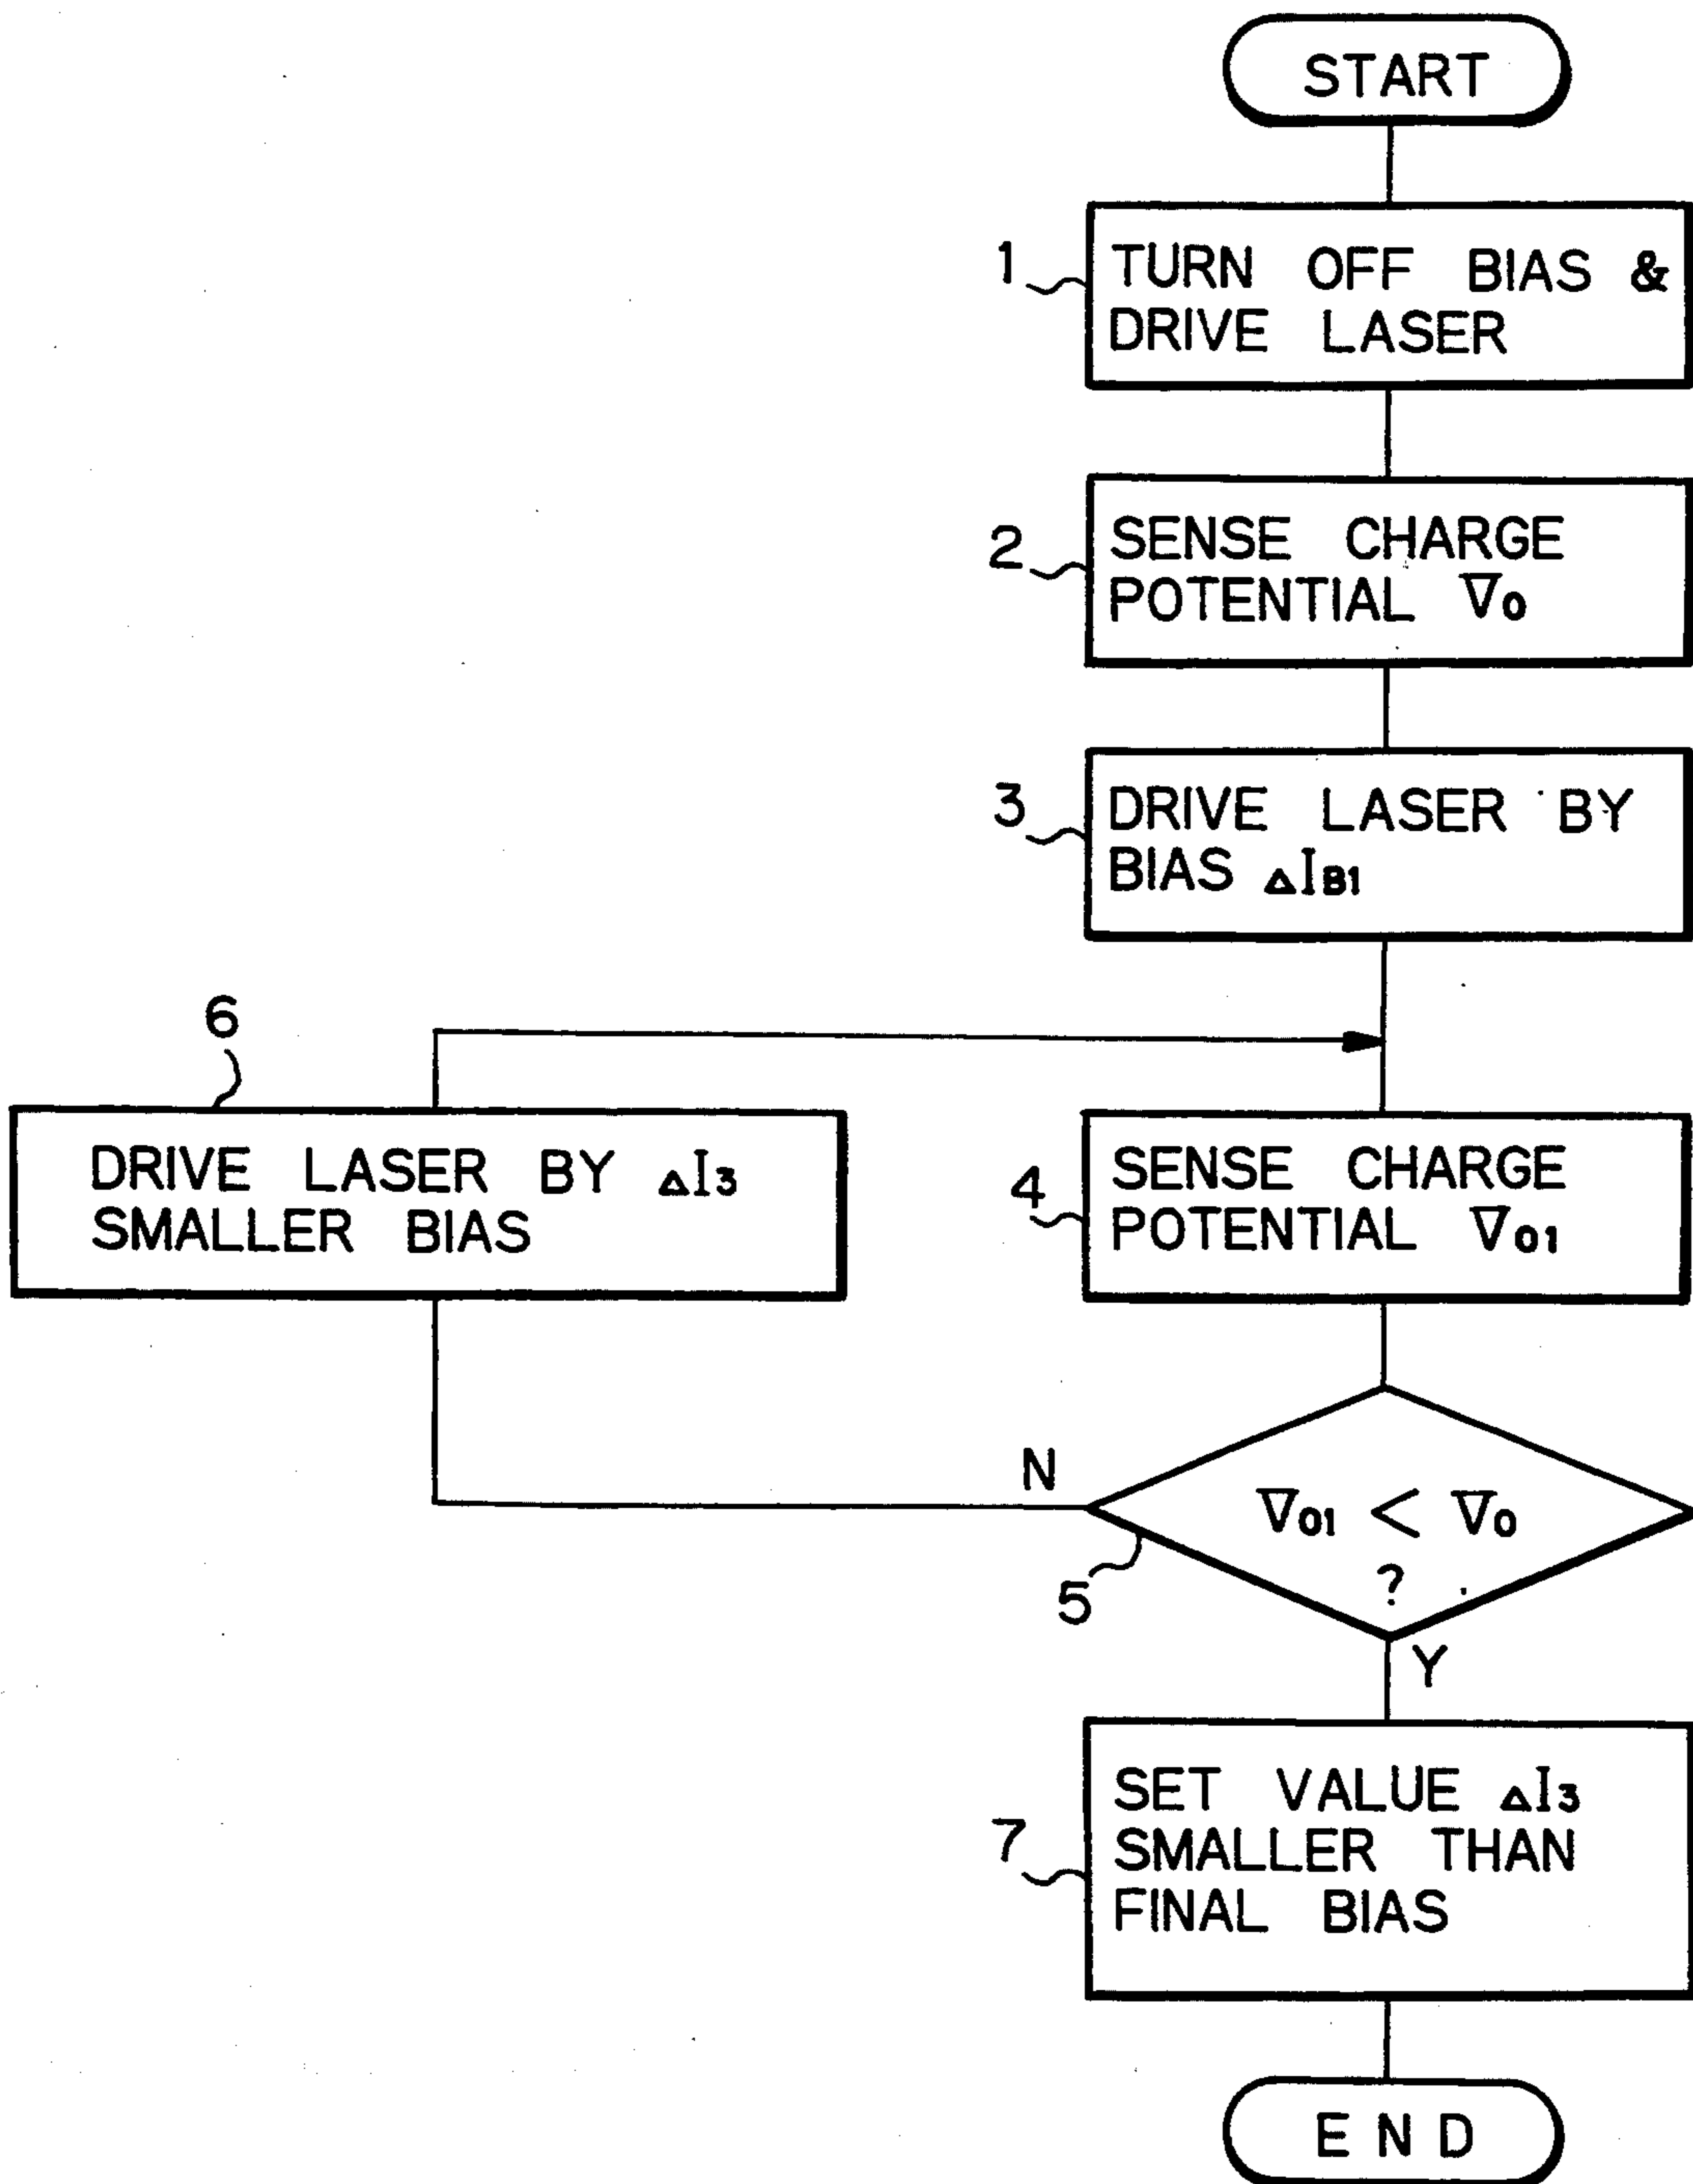 START
1
TURN OFF BIAS &
DRIVE LASER
2
SENSE CHARGE
POTENTIAL V0
3
DRIVE LASER BY
BIAS ΔIB1
6
DRIVE LASER BY ΔI3
SMALLER BIAS
4
SENSE CHARGE
POTENTIAL V01
N
V01 < V0
?
5
Y
7
SET VALUE ΔI3
SMALLER THAN
FINAL BIAS
END